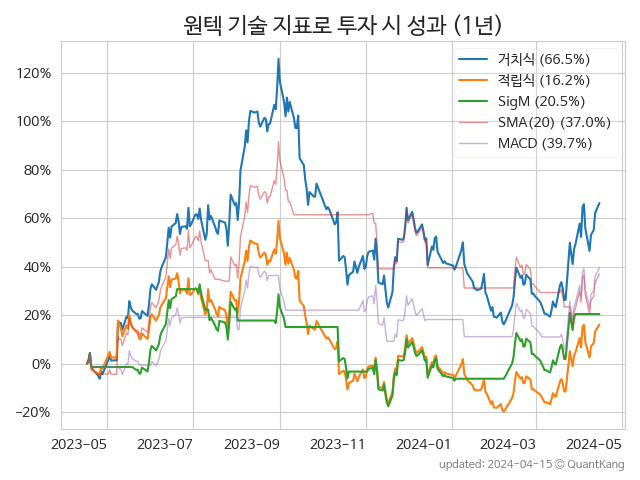 원텍 기술 지표로 투자 시 성과 (1년)
거치식 (66.5%)
적립식 (16.2%)
SigM (20.5%)
SMA(20) (37.0%)
MACD (39.7%)
120%
100%
80%
60%
40%
20%
0%
−20%
2023-05 2023-07 2023-09 2023-11 2024-01 2024-03 2024-05
updated: 2024-04-15 © QuantKang